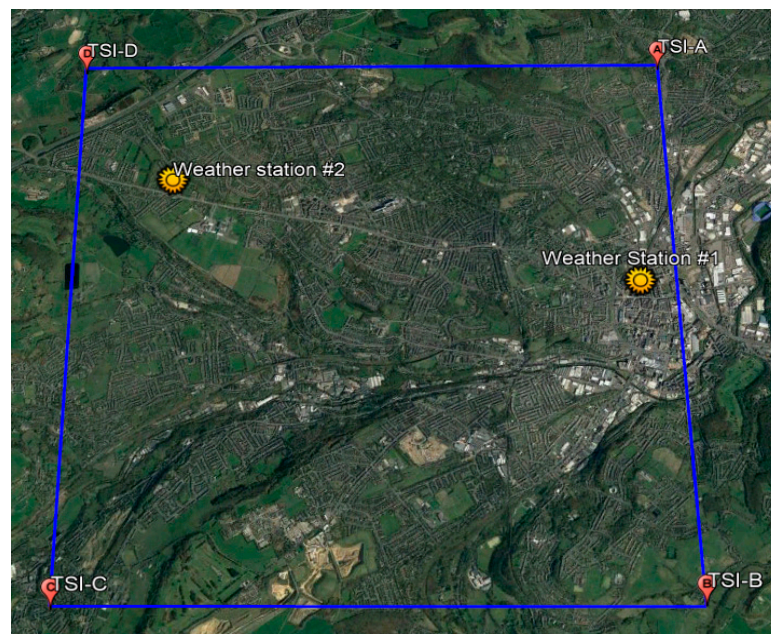 D TSI-D
A TSI-A
Weather station #2
Weather Station #1
C TSI-C
B TSI-B